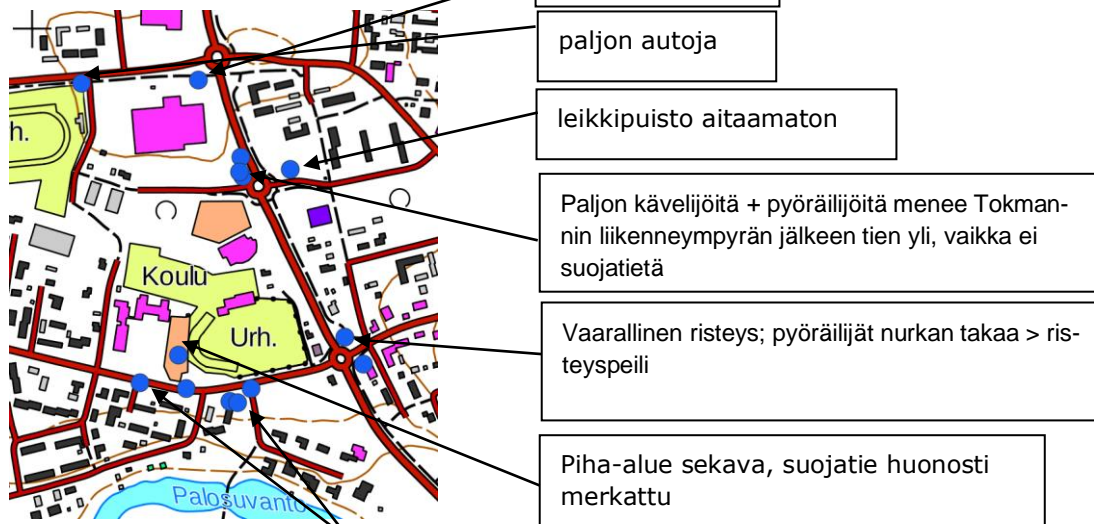 paljon autoja
h.
leikkipuisto aitaamaton
Paljon kävelijöitä + pyöräilijöitä menee Tokman-
nin liikenneympyrän jälkeen tien yli, vaikka ei
suojatietä
Koulu
Urh.
Vaarallinen risteys; pyöräilijät nurkan takaa > ris-
teyspeili
Piha-alue sekava, suojatie huonosti
merkattu
Palosuvanto